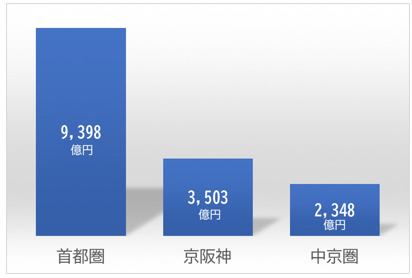 9,398
億円
3,503
億円
2,348
億円
首都圏
京阪神
中京圏